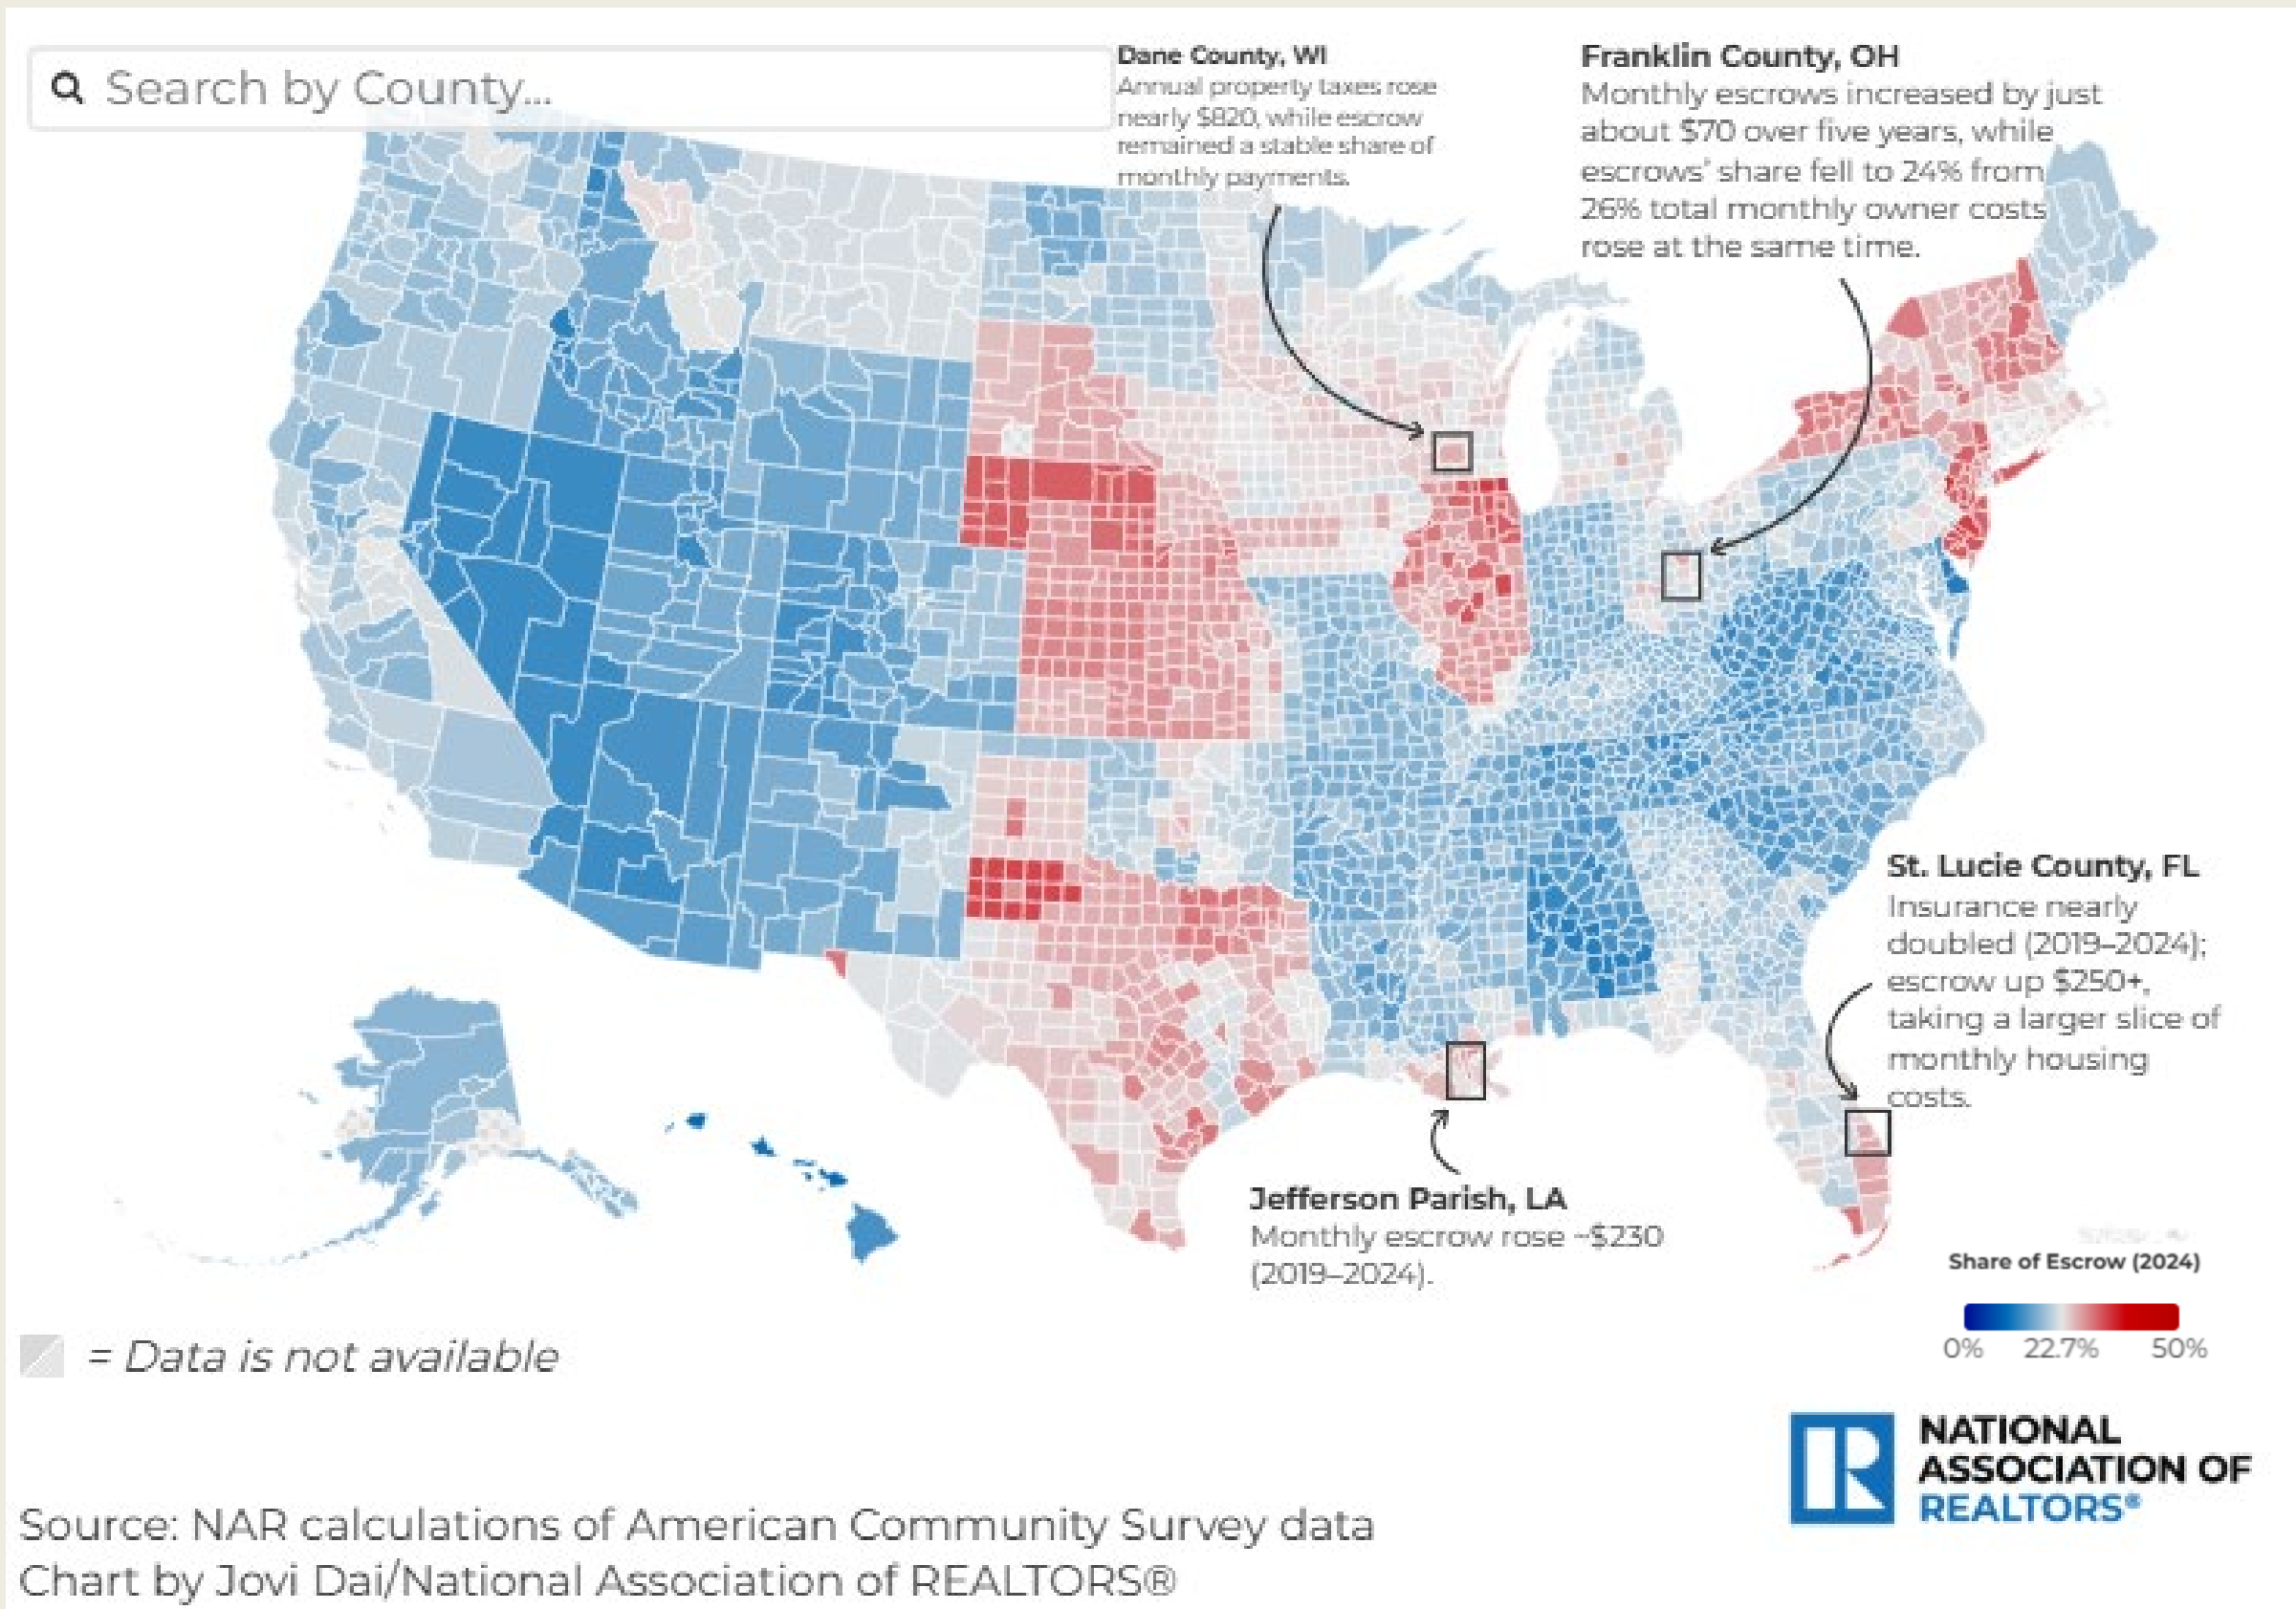 Search by County...
Dane County, WI
Annual property taxes rose
nearly $820, while escrow
remained a stable share of
monthly payments.
Franklin County, OH
Monthly escrows increased by just
about $70 over five years, while
escrows' share fell to 24% from
26% total monthly owner costs
rose at the same time.
St. Lucie County, FL
Insurance nearly
doubled (2019–2024);
escrow up $250+,
taking a larger slice of
monthly housing
costs.
Jefferson Parish, LA
Monthly escrow rose ~$230
(2019–2024).
Share of Escrow (2024)
0% 22.7% 50%
= Data is not available
NATIONAL
ASSOCIATION OF
REALTORS®
Source: NAR calculations of American Community Survey data
Chart by Jovi Dai/National Association of REALTORS®